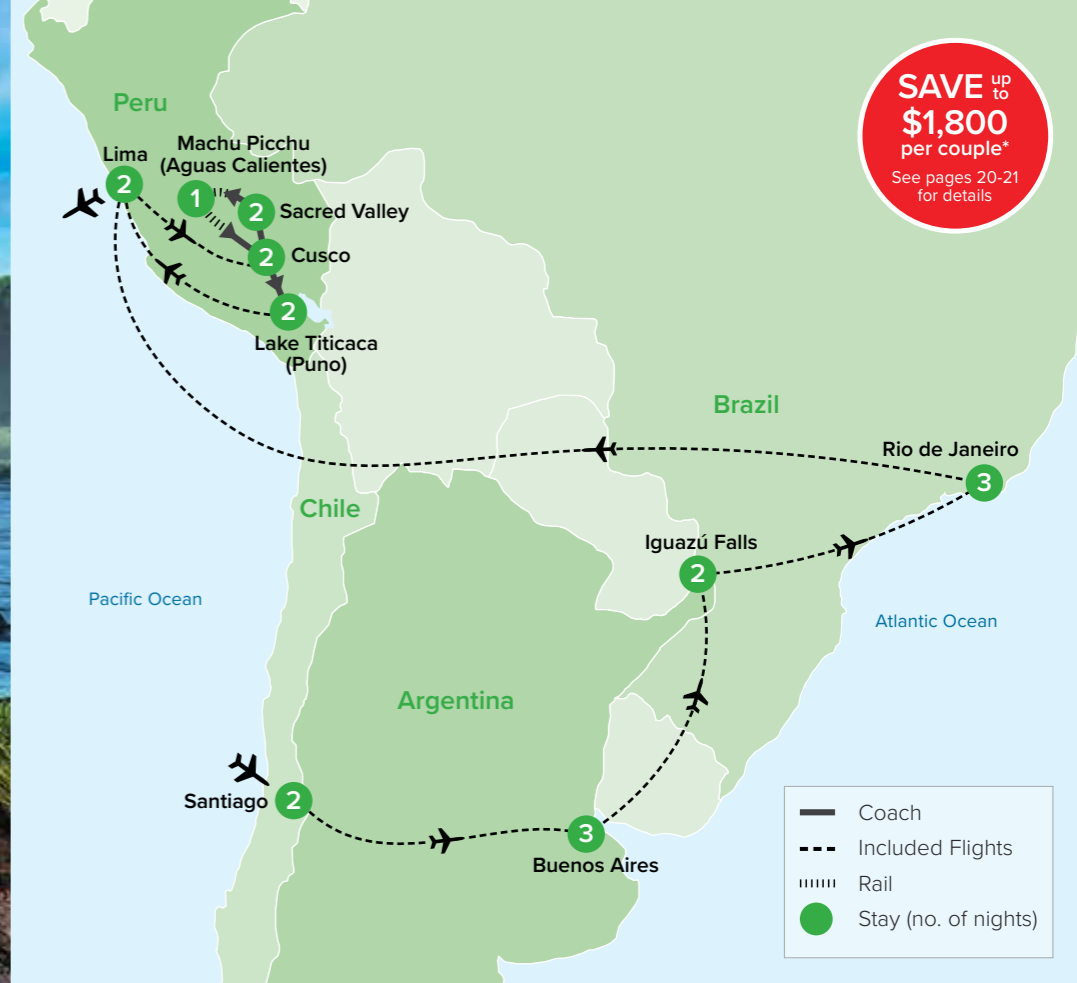 SAVE up to
$1,800
per couple*
See pages 20-21
for details
Peru
Lima
2
Machu Picchu
(Aguas Calientes)
1
2
Sacred Valley
2
Cusco
2
Lake Titicaca
(Puno)
Brazil
Rio de Janeiro
3
Chile
Iguazú Falls
2
Pacific Ocean
Atlantic Ocean
Argentina
Santiago
2
3
Buenos Aires
Coach
Included Flights
Rail
Stay (no. of nights)